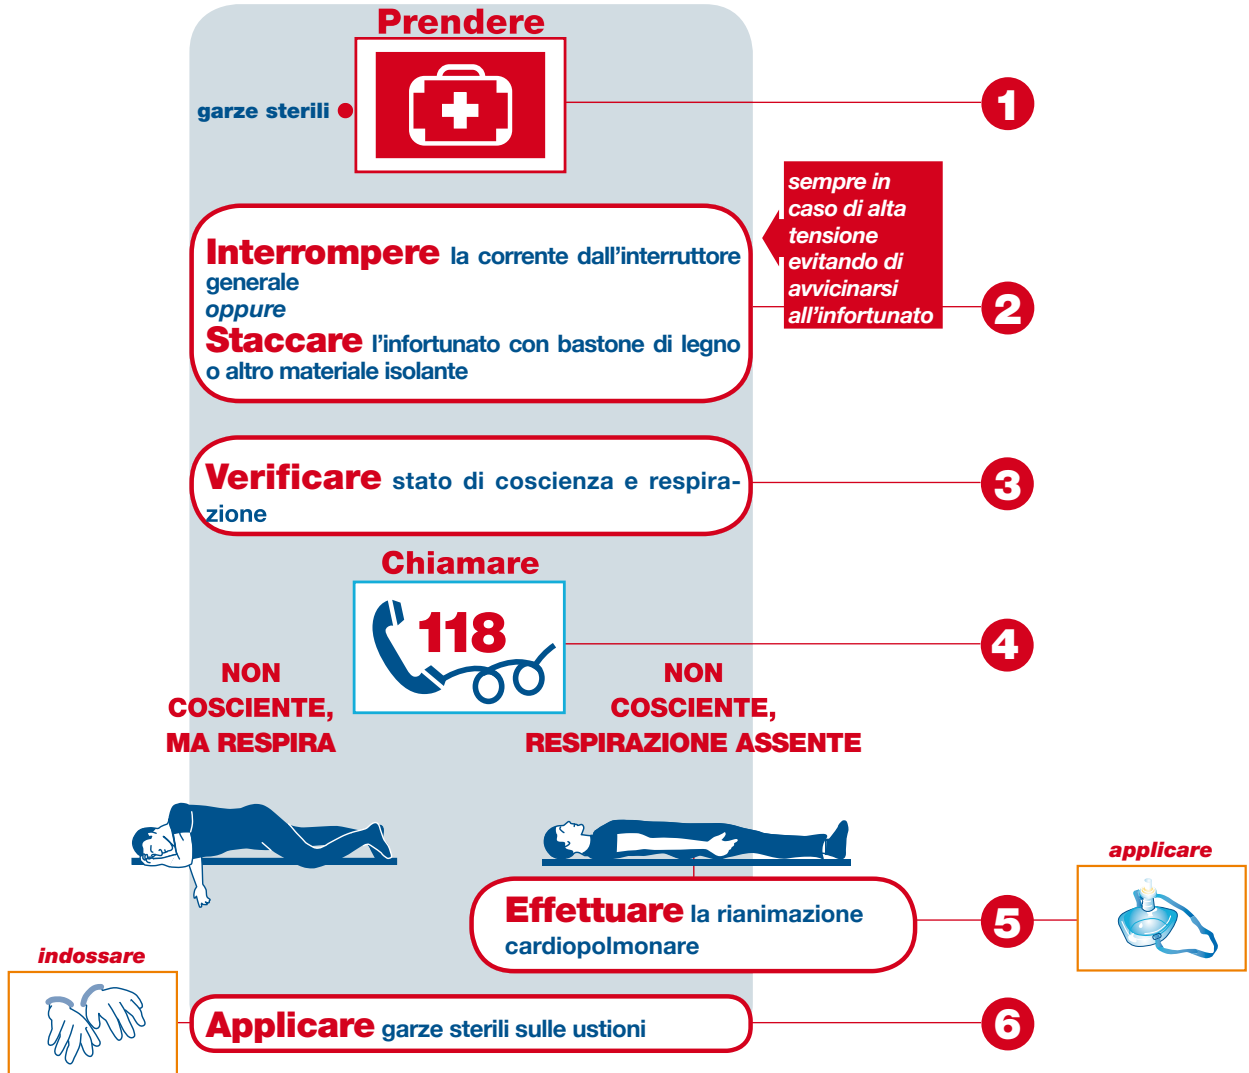 Prendere
garze sterili
1
sempre in
caso di alta
tensione
evitando di
avvicinarsi
all'infortunato
Interrompere la corrente dall'interruttore
generale
oppure
Staccare l'infortunato con bastone di legno
o altro materiale isolante
2
Verificare stato di coscienza e respira-
zione
3
Chiamare
118
4
NON
COSCIENTE,
MA RESPIRA
NON
COSCIENTE,
RESPIRAZIONE ASSENTE
Effettuare la rianimazione
cardiopolmonare
5
applicare
indossare
Applicare garze sterili sulle ustioni
6